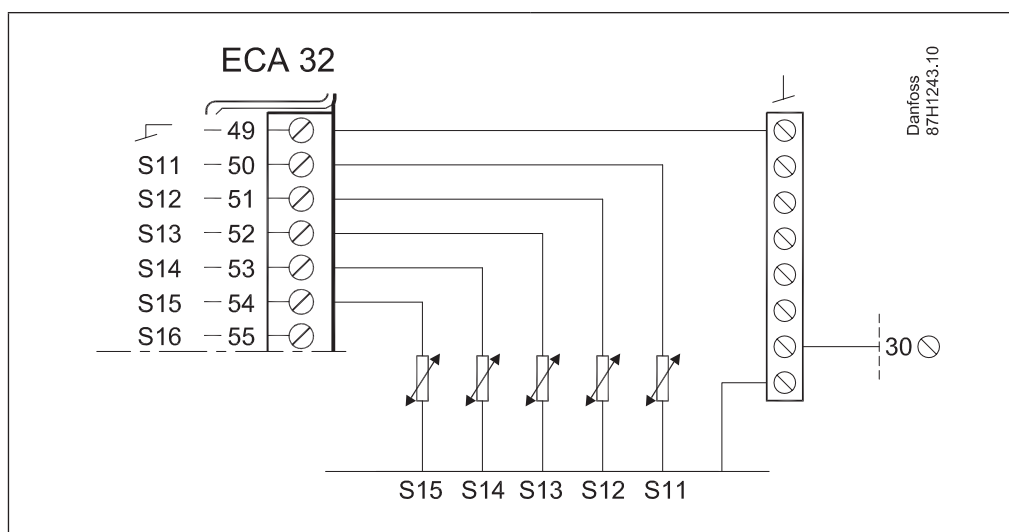 ECA 32
Danfoss
87H1243.10
49
S11 50
S12 51
S13 52
S14 53
S15 54
S16 55
30
S15 S14 S13 S12 S11